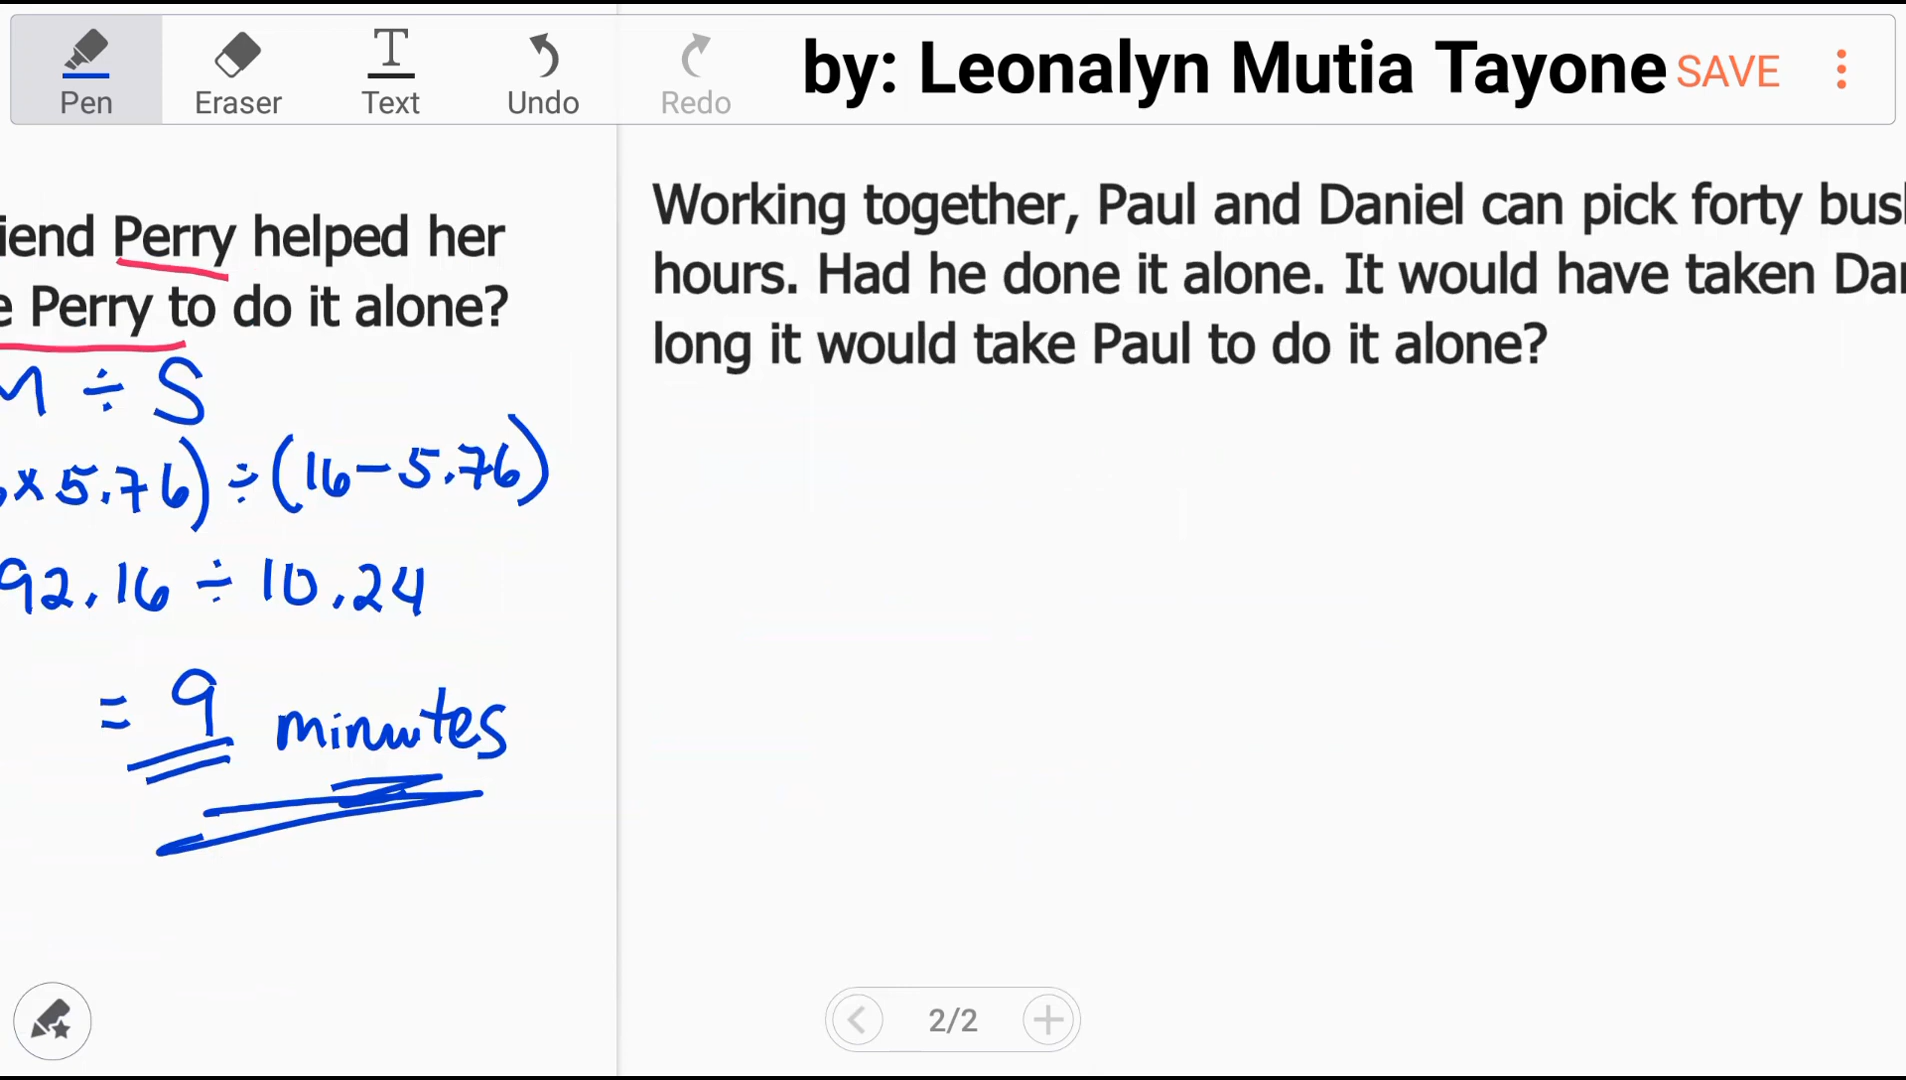 Pen
Eraser
Text
Undo
Redo
by: Leonalyn Mutia Tayone
SAVE
iend Perry helped her
e Perry to do it alone?
M ÷ S
× 5.76) ÷ (16 - 5.76)
92.16 ÷ 10.24
= 9 minutes
Working together, Paul and Daniel can pick forty bus
hours. Had he done it alone. It would have taken Da
long it would take Paul to do it alone?
2/2